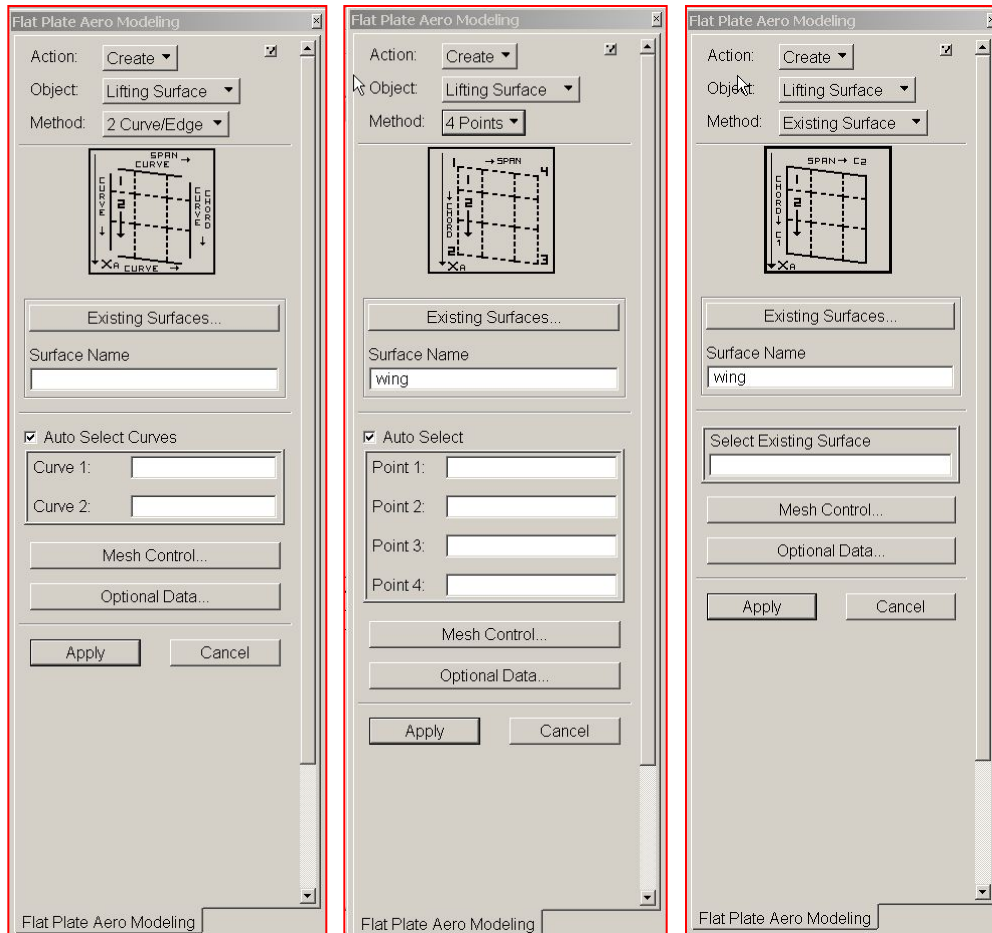 Flat Plate Aero Modeling
Action: Create
Object: Lifting Surface
Method: 2 Curve/Edge
SPAN →
CURVE
CURVE ↓
1
2
CURVE
CHORD ↓
XA CURVE →
Existing Surfaces...
Surface Name
Auto Select Curves
Curve 1:
Curve 2:
Mesh Control...
Optional Data...
Apply Cancel
Flat Plate Aero Modeling
Flat Plate Aero Modeling
Action: Create
Object: Lifting Surface
Method: 4 Points
1 → SPAN 4
1
2
↓ CHORD
2 3
XA
Existing Surfaces...
Surface Name
wing
Auto Select
Point 1:
Point 2:
Point 3:
Point 4:
Mesh Control...
Optional Data...
Apply Cancel
Flat Plate Aero Modeling
Flat Plate Aero Modeling
Action: Create
Object: Lifting Surface
Method: Existing Surface
SPAN → C2
CHORD ↓ C1
1
2
XA
Existing Surfaces...
Surface Name
wing
Select Existing Surface
Mesh Control...
Optional Data...
Apply Cancel
Flat Plate Aero Modeling